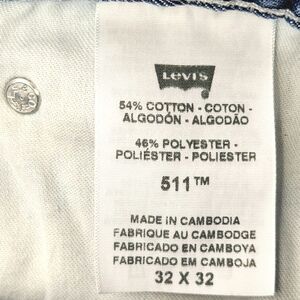 LEVI'S
54% COTTON - COTON -
ALGODÓN - ALGODÃO
46% POLYESTER -
POLIÉSTER - POLIESTER
511™
MADE IN CAMBODIA
FABRIQUE AU CAMBODGE
FABRICADO EN CAMBOYA
FABRICADO EM CAMBOJA
32 X 32